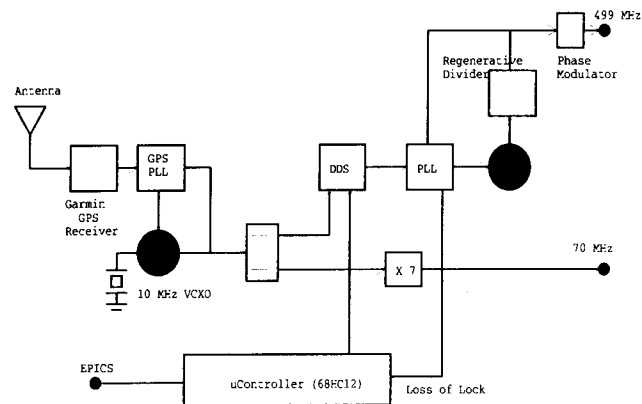 499 MHz
Regenerative
Divider
Phase
Modulator
Antenna
GPS
PLL
DDS
PLL
Garmin
GPS
Receiver
70 MHz
X 7
10 MHz VCXO
EPICS
uController (68HC12)
Loss of Lock